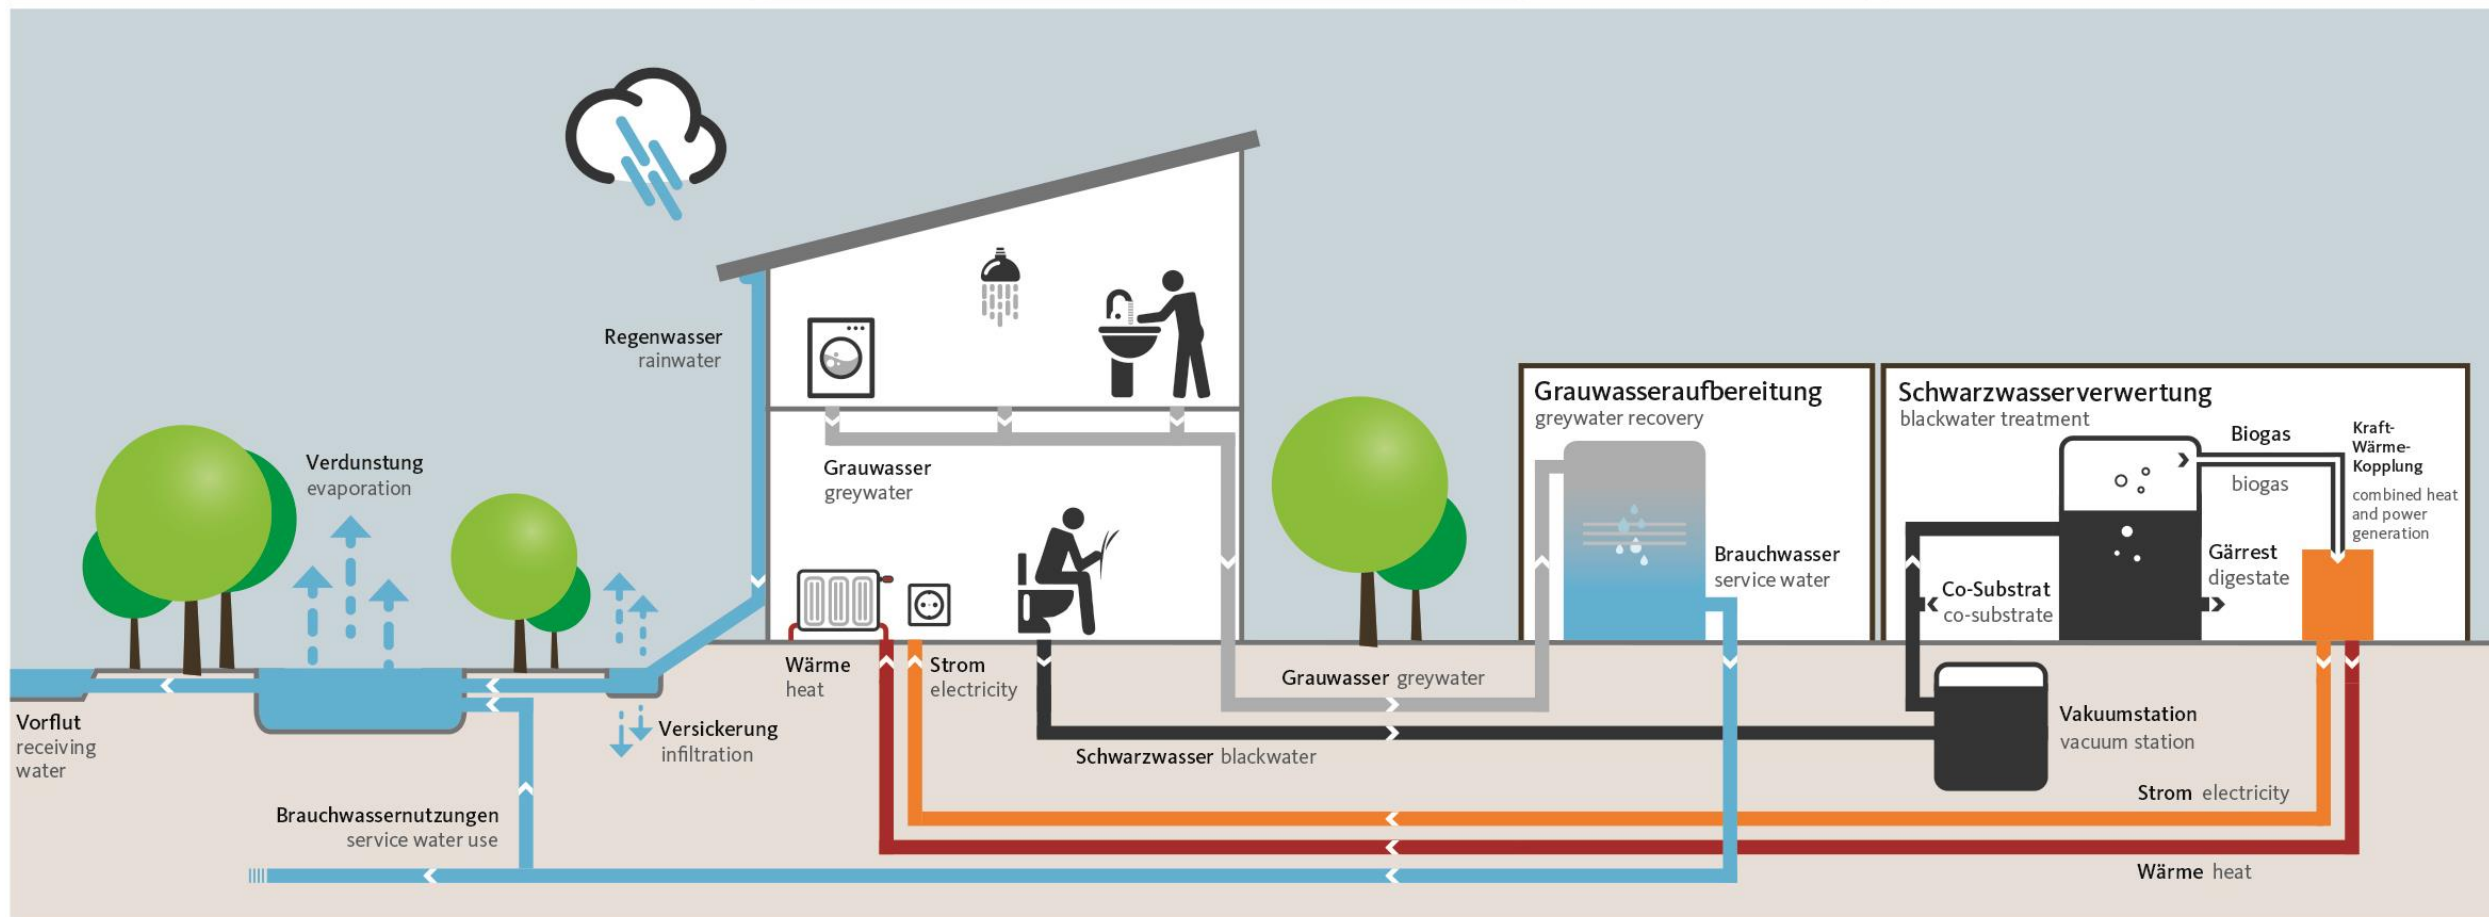 Regenwasser
rainwater
Verdunstung
evaporation
Grauwasser
greywater
Wärme
heat
Strom
electricity
Vorflut
receiving
water
Versickerung
infiltration
Brauchwassernutzungen
service water use
Grauwasser greywater
Schwarzwasser blackwater
Grauwasseraufbereitung
greywater recovery
Brauchwasser
service water
Schwarzwasserverwertung
blackwater treatment
Biogas
biogas
Kraft-
Wärme-
Kopplung
combined heat
and power
generation
Gärrest
digestate
Co-Substrat
co-substrate
Vakuumstation
vacuum station
Strom electricity
Wärme heat